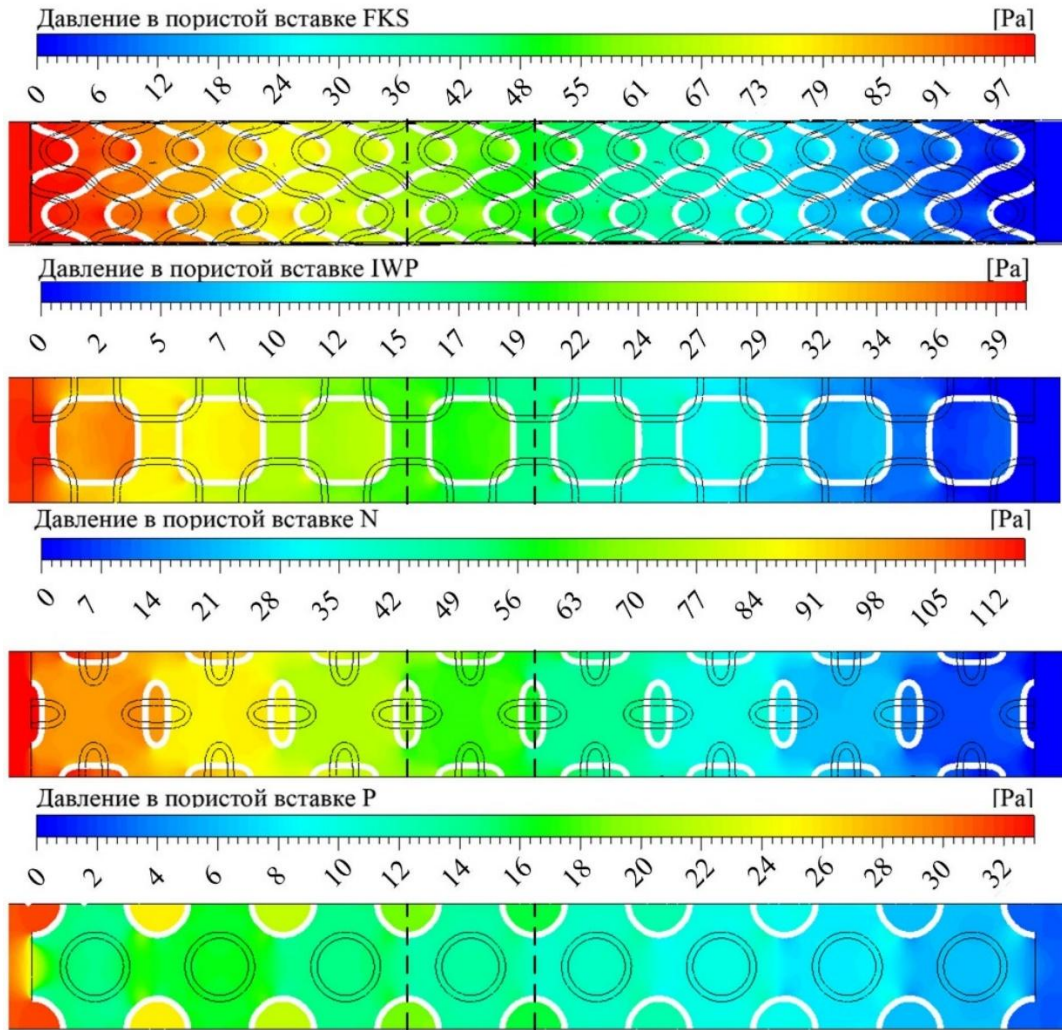 Давление в пористой вставке FKS [Pa]
0 6 12 18 24 30 36 42 48 55 61 67 73 79 85 91 97
Давление в пористой вставке IWP [Pa]
0 2 5 7 10 12 15 17 19 22 24 27 29 32 34 36 39
Давление в пористой вставке N [Pa]
0 7 14 21 28 35 42 49 56 63 70 77 84 91 98 105 112
Давление в пористой вставке P [Pa]
0 2 4 6 8 10 12 14 16 18 20 22 24 26 28 30 32